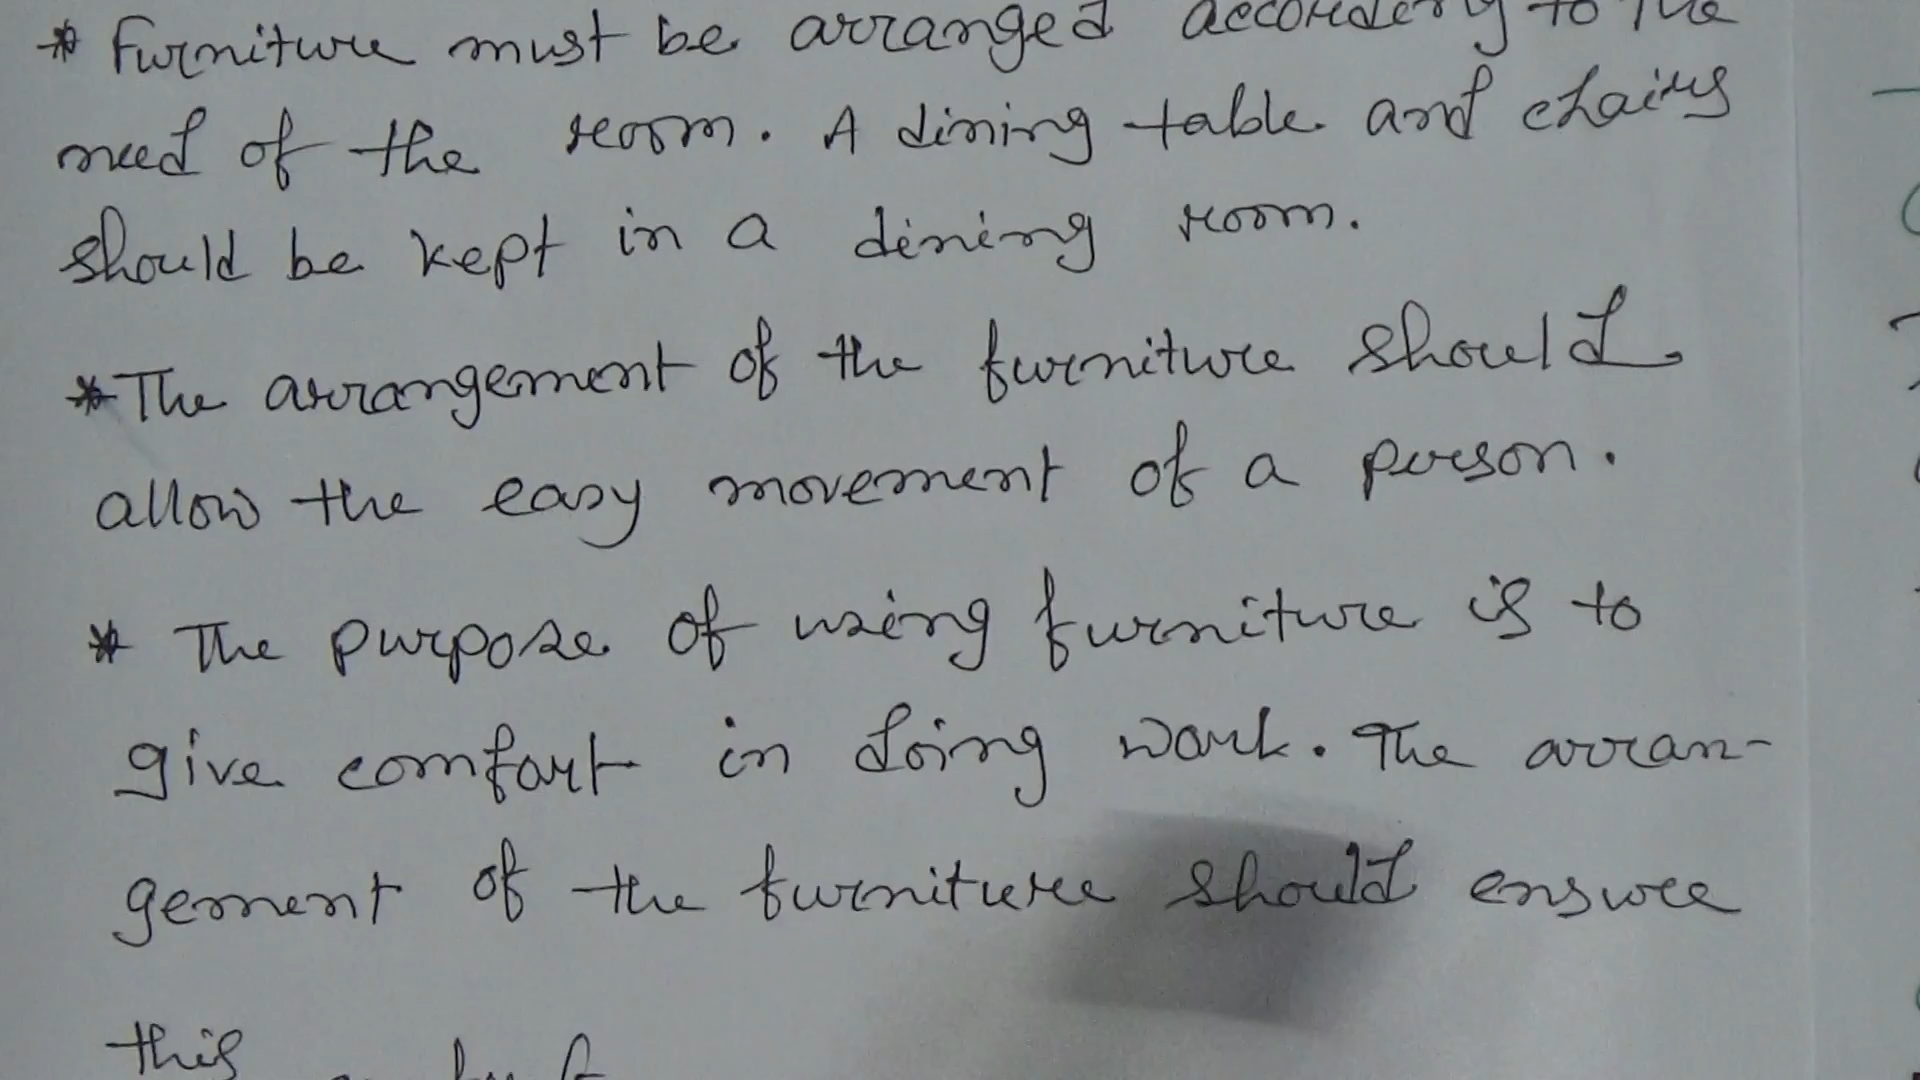 * Furniture must be arranged according to the
need of the room. A dining table and chairs
should be kept in a dining room.
* The arrangement of the furniture should
allow the easy movement of a person.
* The purpose of using furniture is to
give comfort in doing work. The arran-
gement of the furniture should ensure
this